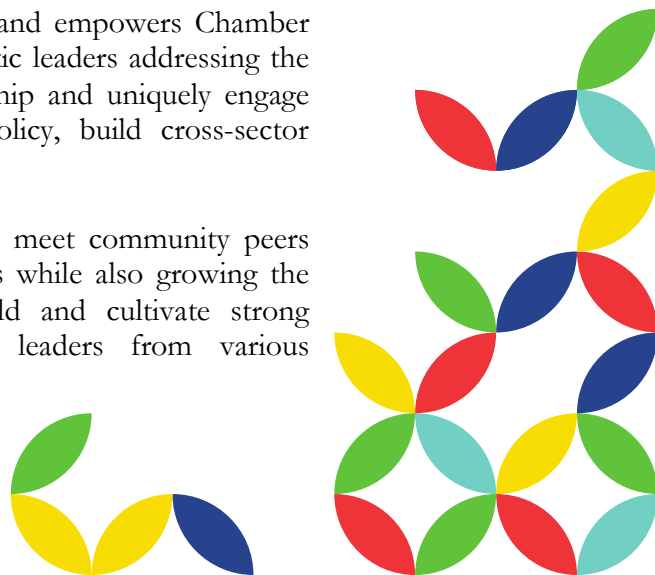 and empowers Chamber
tic leaders addressing the
hip and uniquely engage
olicy, build cross-sector
meet community peers
s while also growing the
ld and cultivate strong
leaders from various